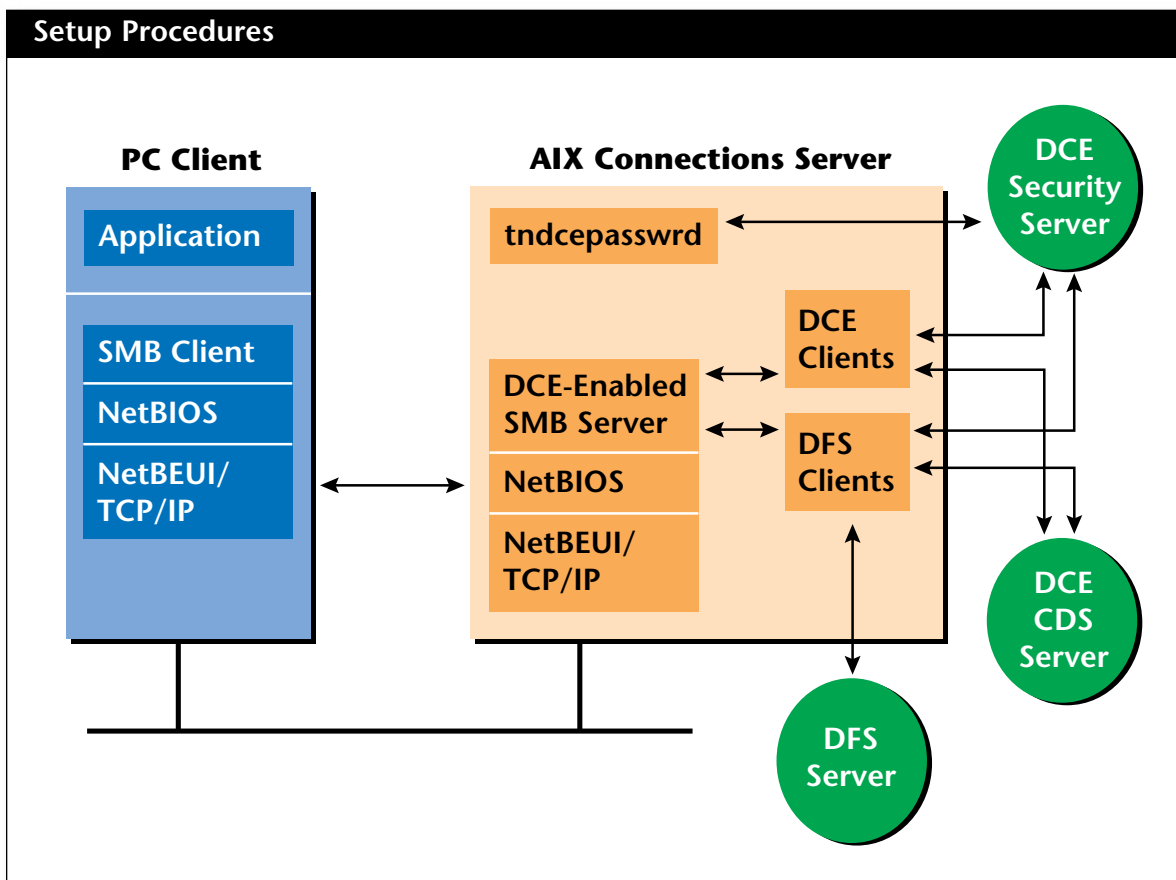 Setup Procedures
PC Client
Application
SMB Client
NetBIOS
NetBEUI/
TCP/IP
AIX Connections Server
tndcepasswrd
DCE
Clients
DCE-Enabled
SMB Server
DFS
Clients
NetBIOS
NetBEUI/
TCP/IP
DCE
Security
Server
DCE
CDS
Server
DFS
Server